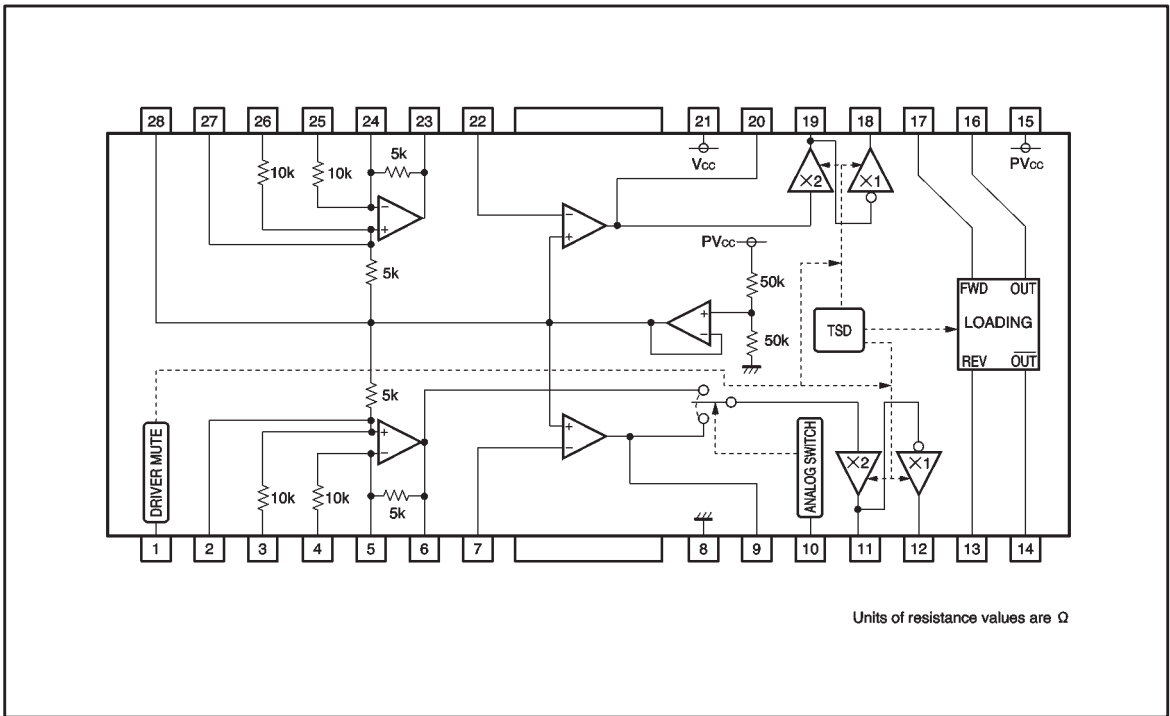 28 27 26 25 24 23 22 21 20 19 18 17 16 15
5k
10k 10k
Vcc
×2 ×1
PVcc
−
+
−
+
PVcc
5k
50k
FWD OUT
+
−
TSD
LOADING
50k
REV O̅U̅T̅
5k
DRIVER MUTE
+
−
+
−
ANALOG SWITCH
×2 ×1
10k 10k
5k
1 2 3 4 5 6 7 8 9 10 11 12 13 14
Units of resistance values are Ω